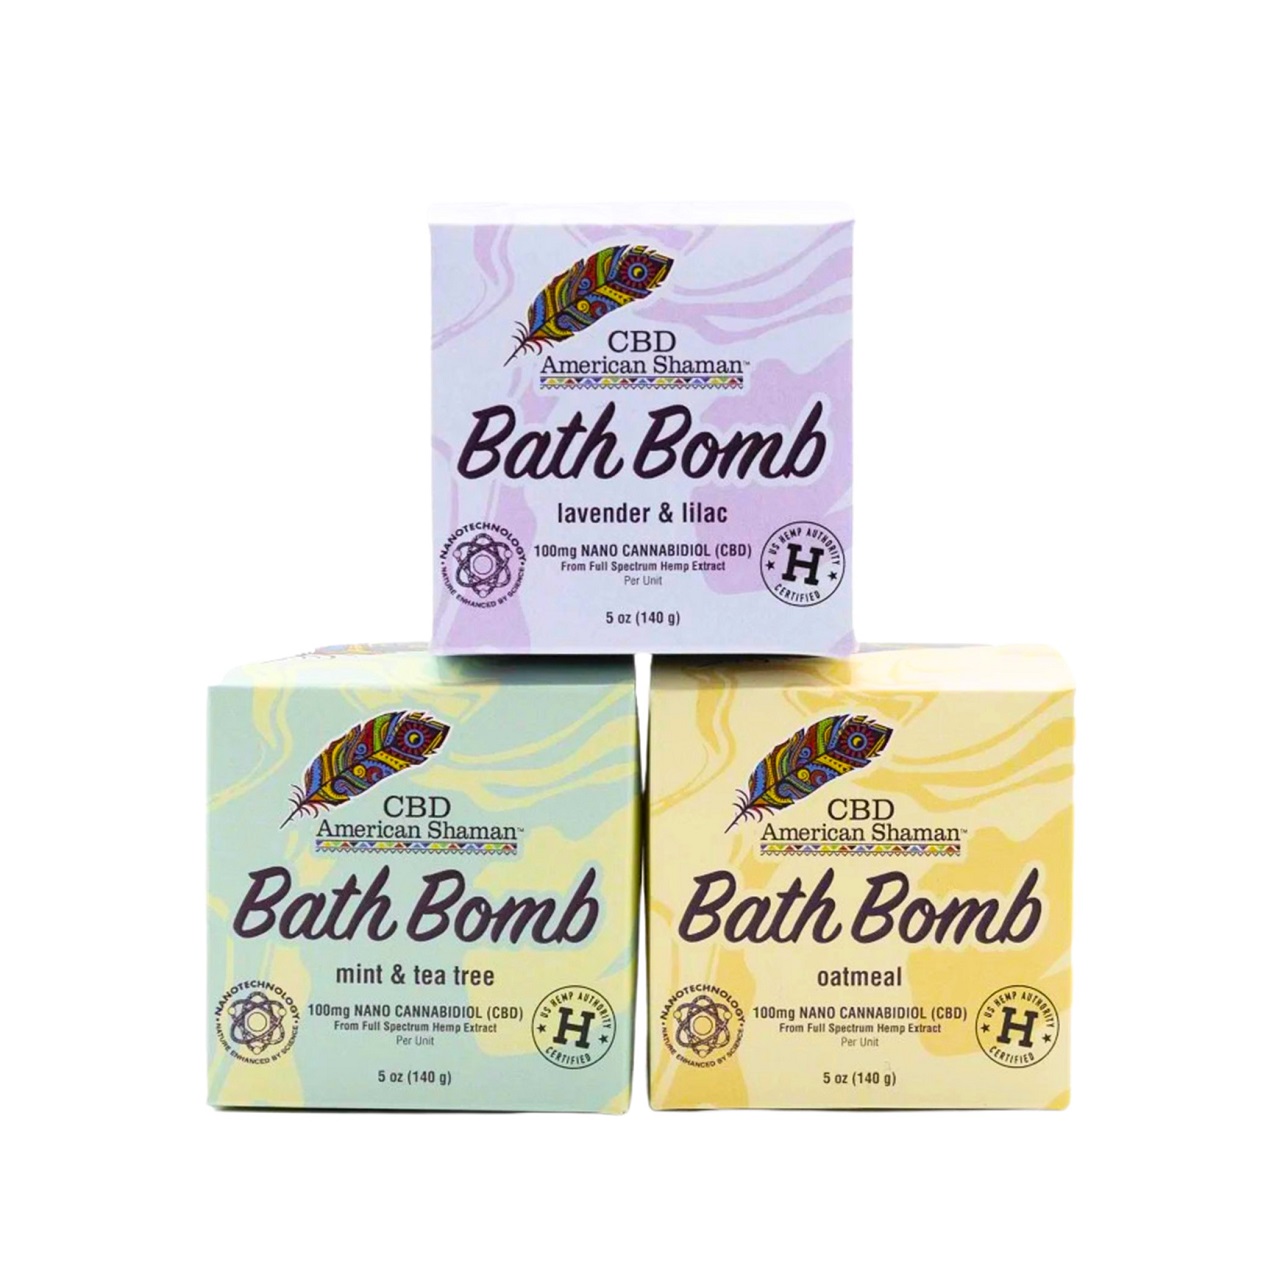 CBD
American Shaman™
Bath Bomb
lavender & lilac
NANOTECHNOLOGY
NATURE ENHANCED BY SCIENCE
100mg NANO CANNABIDIOL (CBD)
From Full Spectrum Hemp Extract
Per Unit
US HEMP AUTHORITY
H
CERTIFIED
5 oz (140 g)
CBD
American Shaman™
Bath Bomb
mint & tea tree
NANOTECHNOLOGY
NATURE ENHANCED BY SCIENCE
100mg NANO CANNABIDIOL (CBD)
From Full Spectrum Hemp Extract
Per Unit
US HEMP AUTHORITY
H
CERTIFIED
5 oz (140 g)
CBD
American Shaman™
Bath Bomb
oatmeal
NANOTECHNOLOGY
NATURE ENHANCED BY SCIENCE
100mg NANO CANNABIDIOL (CBD)
From Full Spectrum Hemp Extract
Per Unit
US HEMP AUTHORITY
H
CERTIFIED
5 oz (140 g)